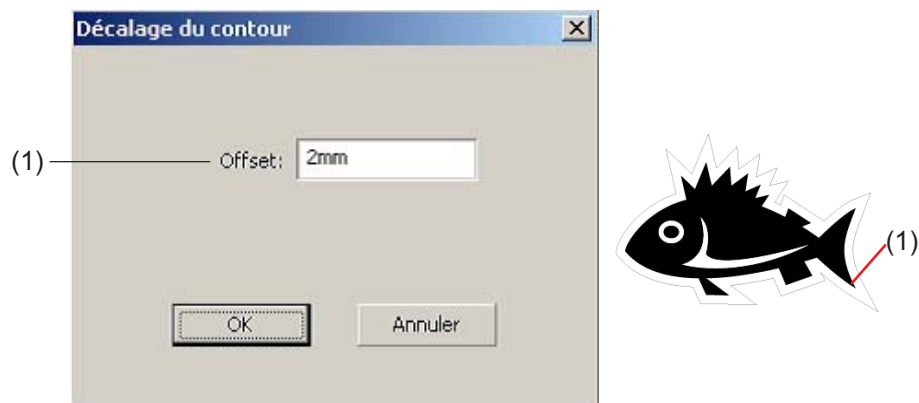 Décalage du contour
(1)
Offset: 2mm
(1)
OK Annuler